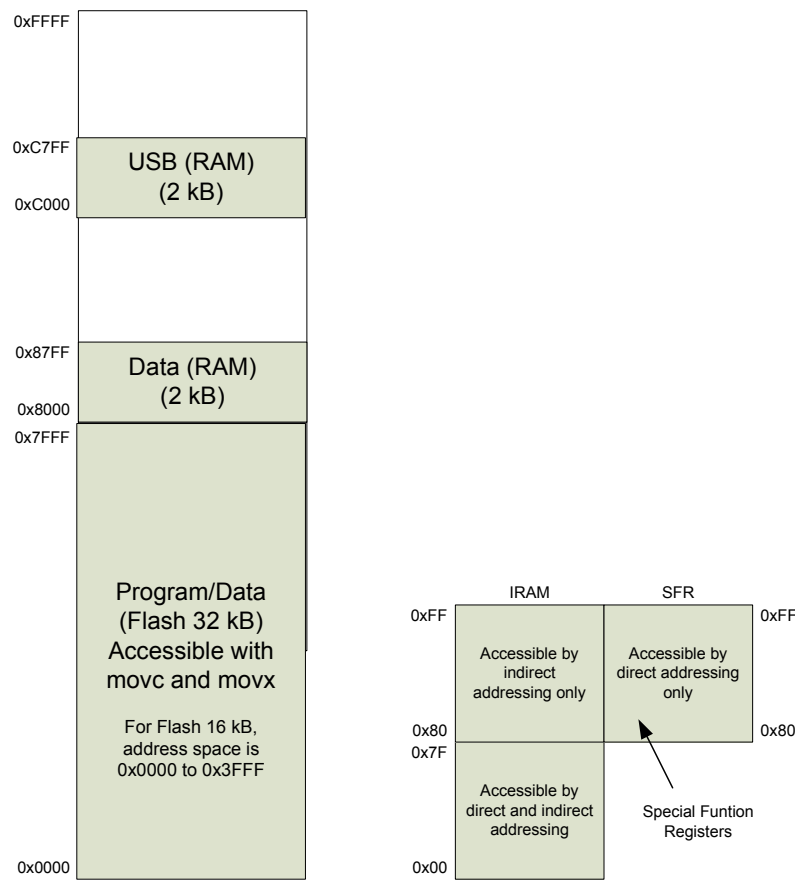 0xFFFF
0xC7FF
USB (RAM)
(2 kB)
0xC000
0x87FF
Data (RAM)
(2 kB)
0x8000
0x7FFF
Program/Data
(Flash 32 kB)
Accessible with
movc and movx
For Flash 16 kB,
address space is
0x0000 to 0x3FFF
0x0000
IRAM
SFR
0xFF
0xFF
Accessible by
indirect
addressing only
Accessible by
direct addressing
only
0x80
0x80
0x7F
Accessible by
direct and indirect
addressing
Special Funtion
Registers
0x00